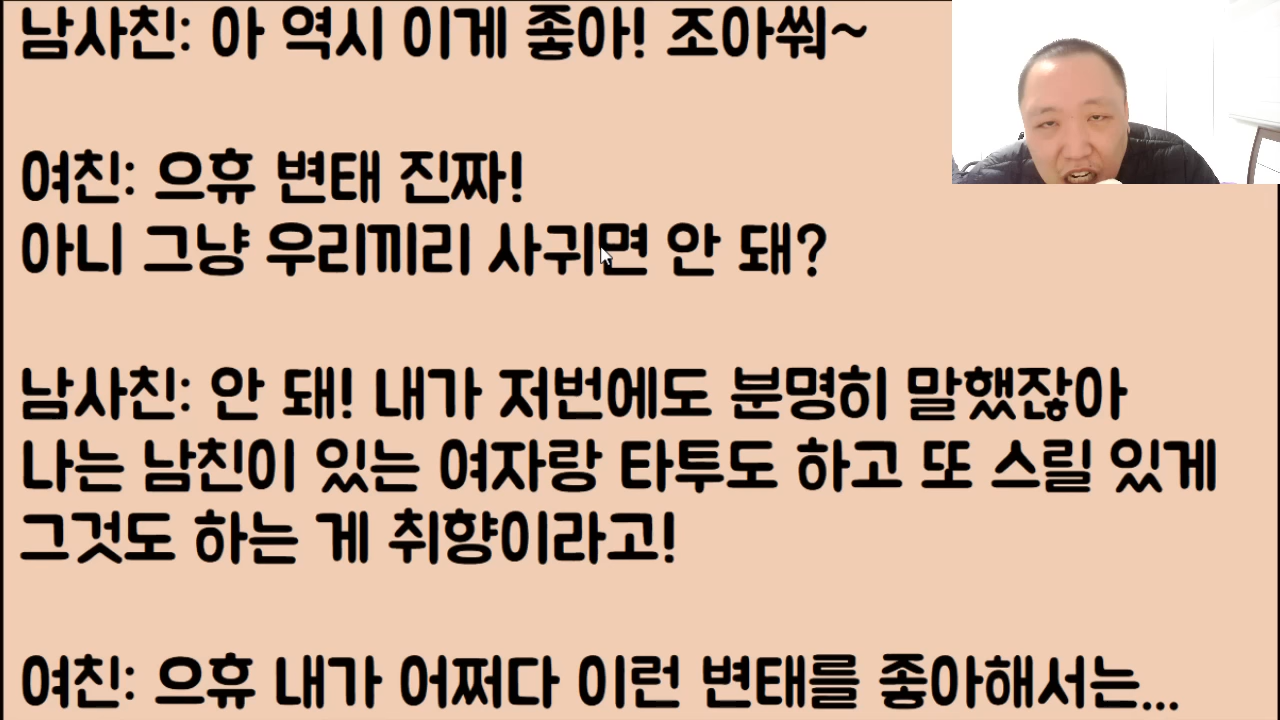 남사친: 아 역시 이게 좋아! 조아쒀~
여친: 으휴 변태 진짜!
아니 그냥 우리끼리 사귀면 안 돼?
남사친: 안 돼! 내가 저번에도 분명히 말했잖아
나는 남친이 있는 여자랑 타투도 하고 또 스릴 있게
그것도 하는 게 취향이라고!
여친: 으휴 내가 어쩌다 이런 변태를 좋아해서는...